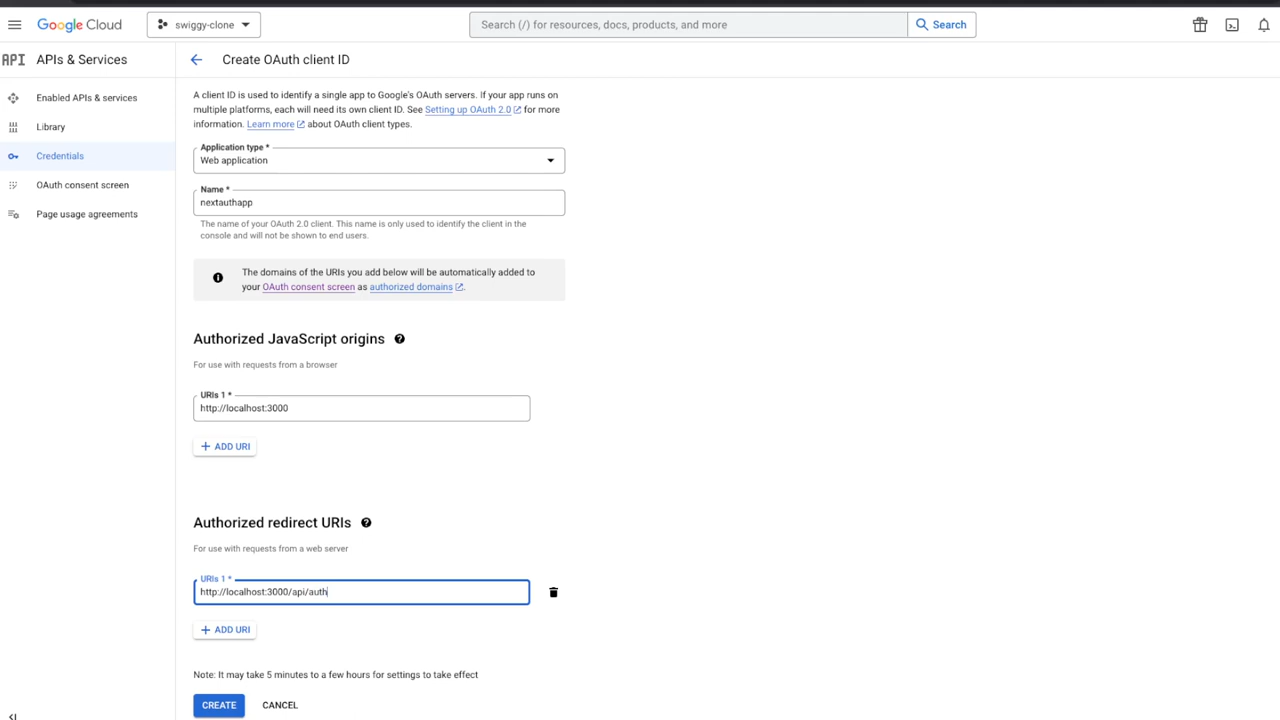 Google Cloud
swiggy-clone
Search (/) for resources, docs, products, and more
Search
API
APIs & Services
Create OAuth client ID
Enabled APIs & services
Library
Credentials
OAuth consent screen
Page usage agreements
A client ID is used to identify a single app to Google's OAuth servers. If your app runs on
multiple platforms, each will need its own client ID. See Setting up OAuth 2.0 for more
information. Learn more about OAuth client types.
Application type *
Web application
Name *
nextauthapp
The name of your OAuth 2.0 client. This name is only used to identify the client in the
console and will not be shown to end users.
The domains of the URIs you add below will be automatically added to
your OAuth consent screen as authorized domains.
Authorized JavaScript origins
For use with requests from a browser
URIs 1 *
http://localhost:3000
+ ADD URI
Authorized redirect URIs
For use with requests from a web server
URIs 1 *
http://localhost:3000/api/auth
+ ADD URI
Note: It may take 5 minutes to a few hours for settings to take effect
CREATE
CANCEL